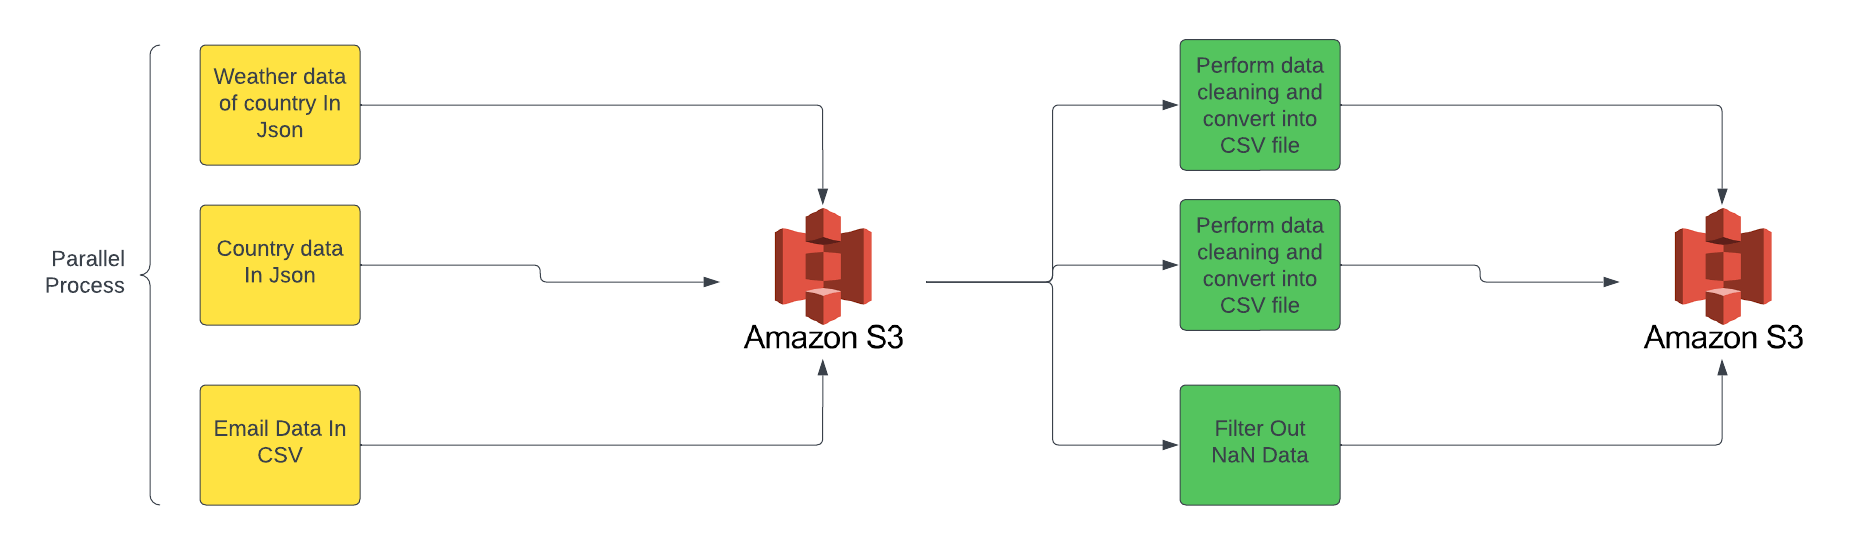 Parallel
Process
Weather data
of country In
Json
Country data
In Json
Email Data In
CSV
Amazon S3
Perform data
cleaning and
convert into
CSV file
Perform data
cleaning and
convert into
CSV file
Filter Out
NaN Data
Amazon S3